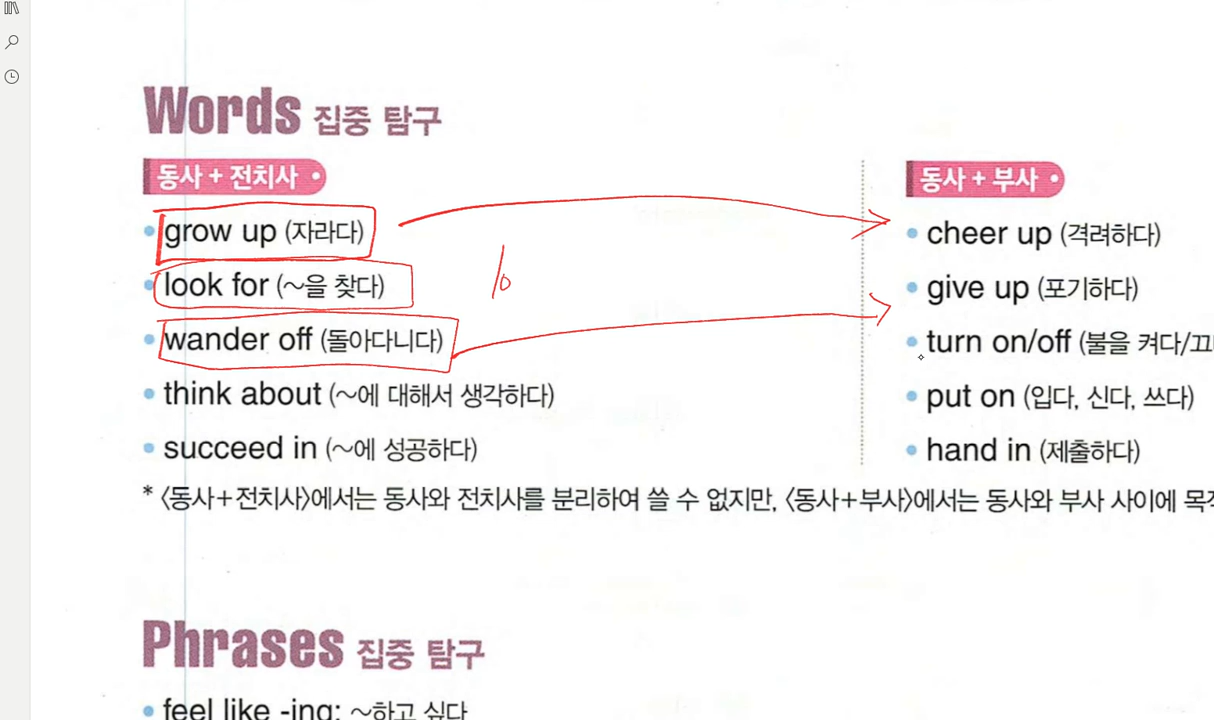 Words 집중 탐구
동사 + 전치사
grow up (자라다)
look for (~을 찾다)
wander off (돌아다니다)
think about (~에 대해서 생각하다)
succeed in (~에 성공하다)
동사 + 부사
cheer up (격려하다)
give up (포기하다)
turn on/off (불을 켜다/끄
put on (입다, 신다, 쓰다)
hand in (제출하다)
* 〈동사+전치사〉에서는 동사와 전치사를 분리하여 쓸 수 없지만, 〈동사+부사〉에서는 동사와 부사 사이에 목적
Phrases 집중 탐구
feel like -ing: ~하고 싶다